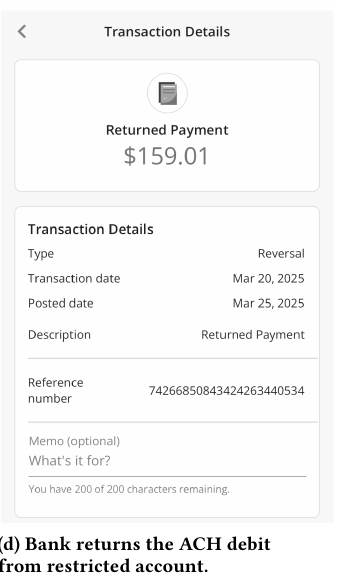 Transaction Details
Returned Payment
$159.01
Transaction Details
Type Reversal
Transaction date Mar 20, 2025
Posted date Mar 25, 2025
Description Returned Payment
Reference
number 74266850843424263440534
Memo (optional)
What's it for?
You have 200 of 200 characters remaining.
(d) Bank returns the ACH debit
from restricted account.